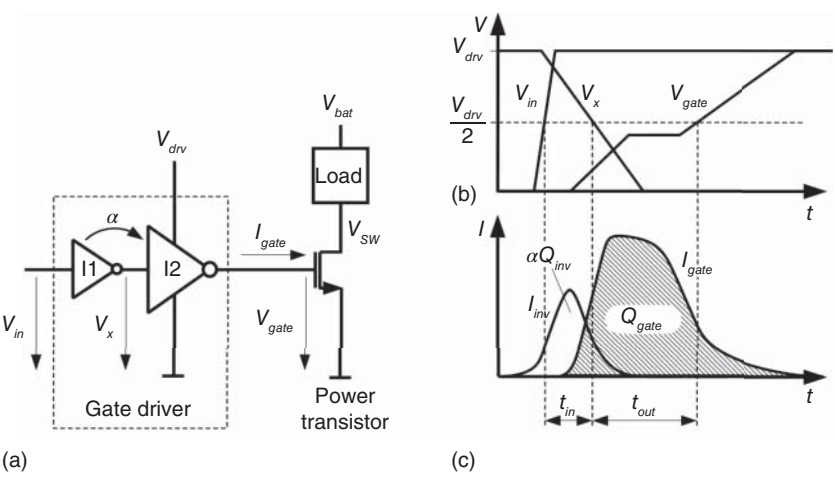 V_bat
V_drv
Load
α
I_gate
V_SW
I1
I2
V_in
V_x
V_gate
Gate driver
Power
transistor
(a)
V
V_drv
V_in
V_x
V_gate
V_drv
2
(b)
t
I
αQ_inv
I_gate
I_inv
Q_gate
t
t_in
t_out
(c)